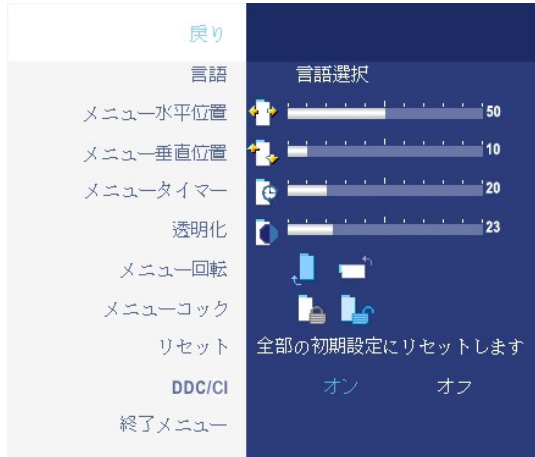 戻り
言語 言語選択
メニュー水平位置 50
メニュー垂直位置 10
メニュータイマー 20
透明化 23
メニュー回転
メニューコック
リセット 全部の初期設定にリセットします
DDC/CI オン オフ
終了メニュー